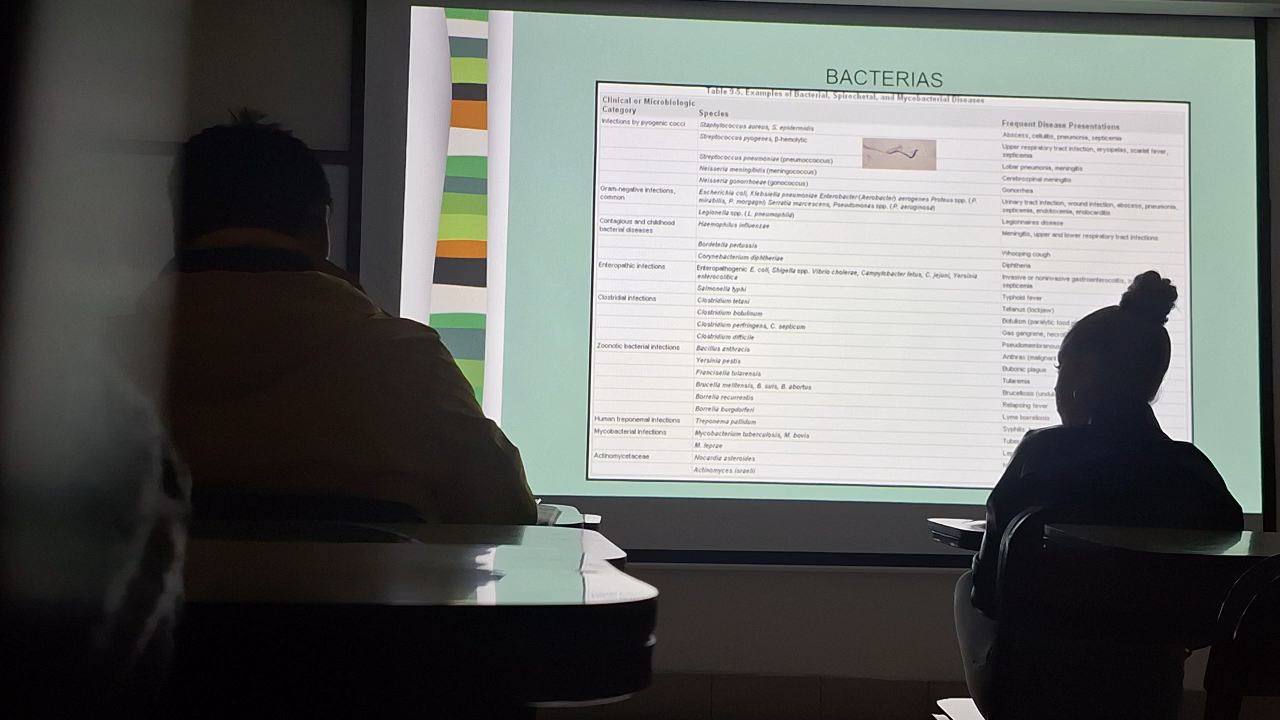 BACTERIAS
Table 9-5. Examples of Bacterial, Spirochetal, and Mycobacterial Diseases
Clinical or Microbiologic
Category
Species
Frequent Disease Presentations
Infections by pyogenic cocci
Staphylococcus aureus, S. epidermidis
Abscess, cellulitis, pneumonia, septicemia
Streptococcus pyogenes, β-hemolytic
Upper respiratory tract infection, erysipelas, scarlet fever,
septicemia
Streptococcus pneumoniae (pneumococcus)
Lobar pneumonia, meningitis
Neisseria meningitidis (meningococcus)
Cerebrospinal meningitis
Neisseria gonorrhoeae (gonococcus)
Gonorrhea
Gram-negative infections,
common
Escherichia coli, Klebsiella pneumoniae Enterobacter (Aerobacter) aerogenes Proteus spp. (P.
mirabilis, P. morgagni) Serratia marcescens, Pseudomonas spp. (P. aeruginosa)
Urinary tract infection, wound infection, abscess, pneumonia,
septicemia, endotoxemia, endocarditis
Legionella spp. (L. pneumophila)
Legionnaires disease
Contagious and childhood
bacterial diseases
Haemophilus influenzae
Meningitis, upper and lower respiratory tract infections
Bordetella pertussis
Whooping cough
Corynebacterium diphtheriae
Diphtheria
Enteropathic infections
Enteropathogenic E. coli, Shigella spp. Vibrio cholerae, Campylobacter fetus, C. jejuni, Yersinia
enterocolitica
Invasive or noninvasive gastroenterocolitis,
septicemia
Salmonella typhi
Typhoid fever
Clostridial infections
Clostridium tetani
Tetanus (lockjaw)
Clostridium botulinum
Botulism (paralytic food
Clostridium perfringens, C. septicum
Gas gangrene,
Clostridium difficile
Pseudomembranous
Zoonotic bacterial infections
Bacillus anthracis
Anthrax (malignant
Yersinia pestis
Bubonic plague
Francisella tularensis
Tularemia
Brucella melitensis, B. suis, B. abortus
Brucellosis
Borrelia recurrentis
Relapsing fever
Borrelia burgdorferi
Lyme borreliosis
Human treponemal infections
Treponema pallidum
Syphilis
Mycobacterial infections
Mycobacterium tuberculosis, M. bovis
M. leprae
Actinomycetaceae
Nocardia asteroides
Actinomyces israelii